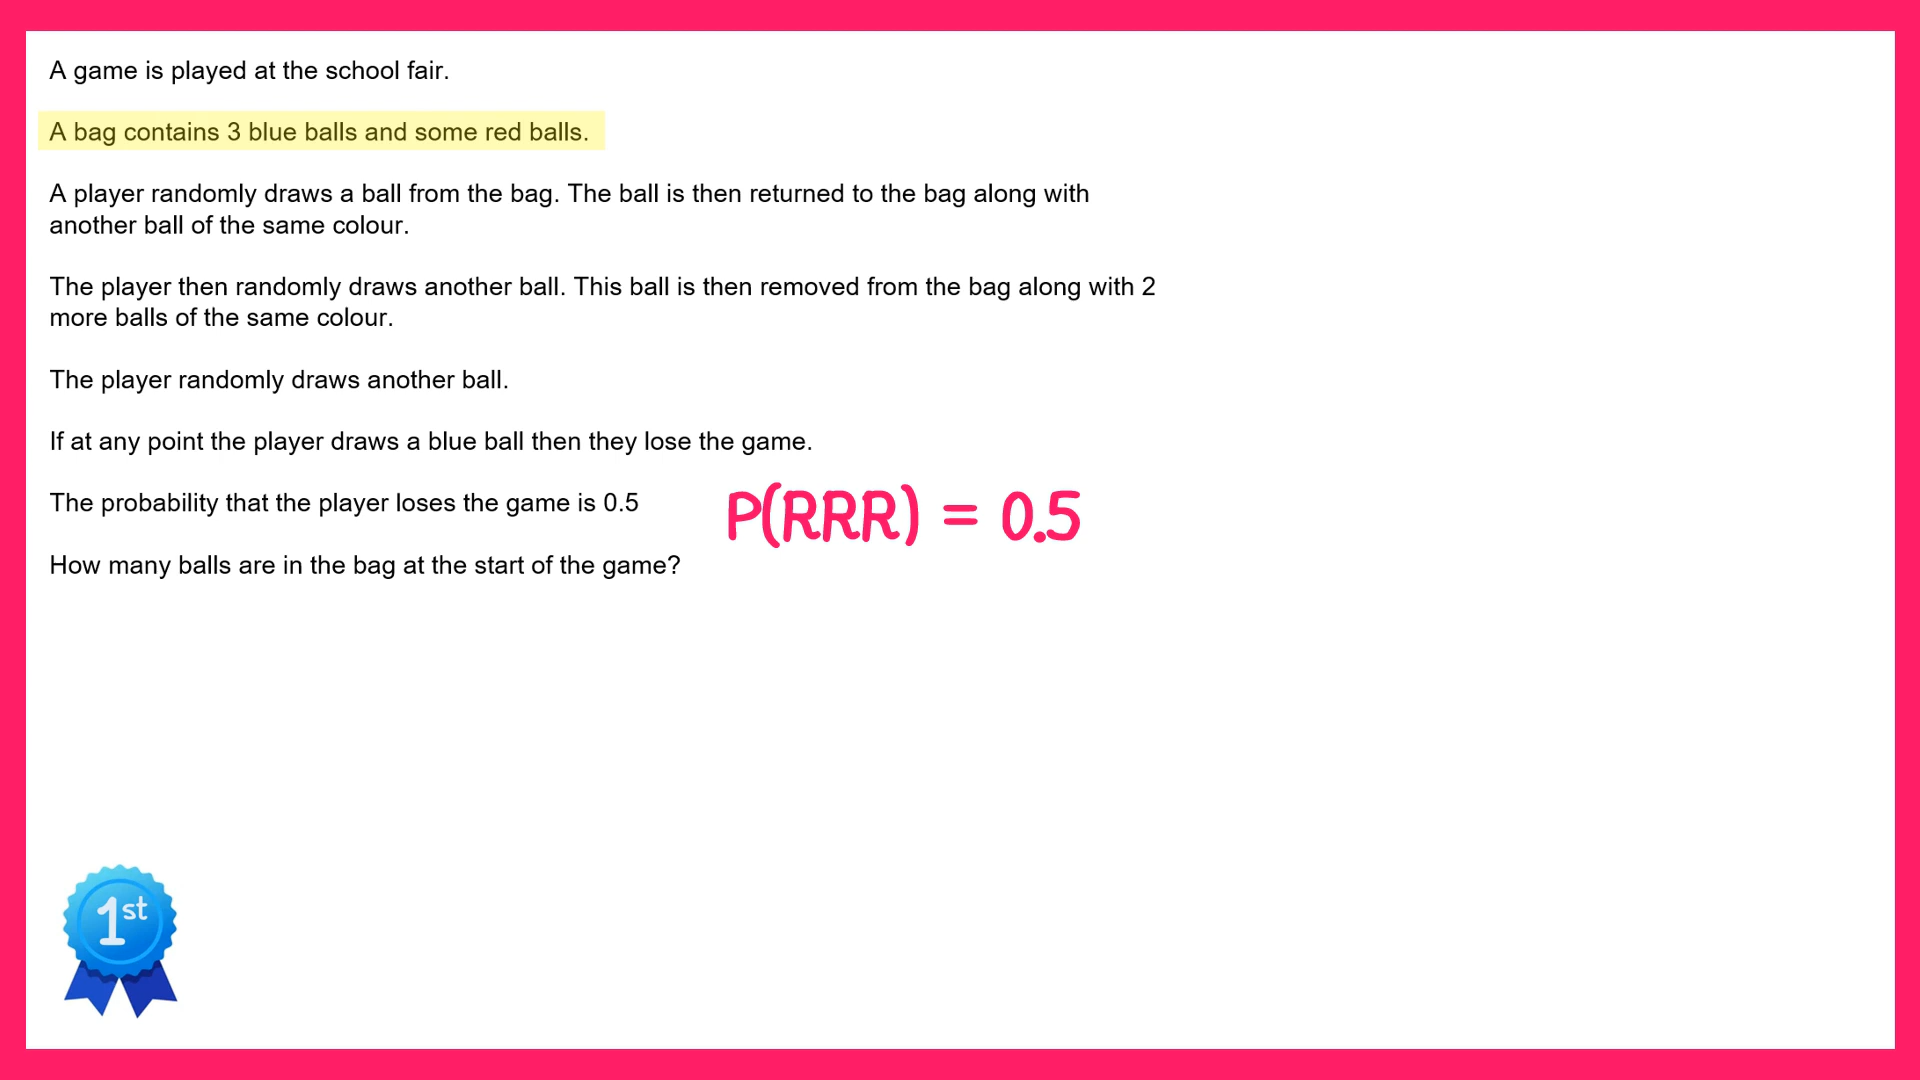 A game is played at the school fair.
A bag contains 3 blue balls and some red balls.
A player randomly draws a ball from the bag. The ball is then returned to the bag along with
another ball of the same colour.
The player then randomly draws another ball. This ball is then removed from the bag along with 2
more balls of the same colour.
The player randomly draws another ball.
If at any point the player draws a blue ball then they lose the game.
The probability that the player loses the game is 0.5
P(RRR) = 0.5
How many balls are in the bag at the start of the game?
1st